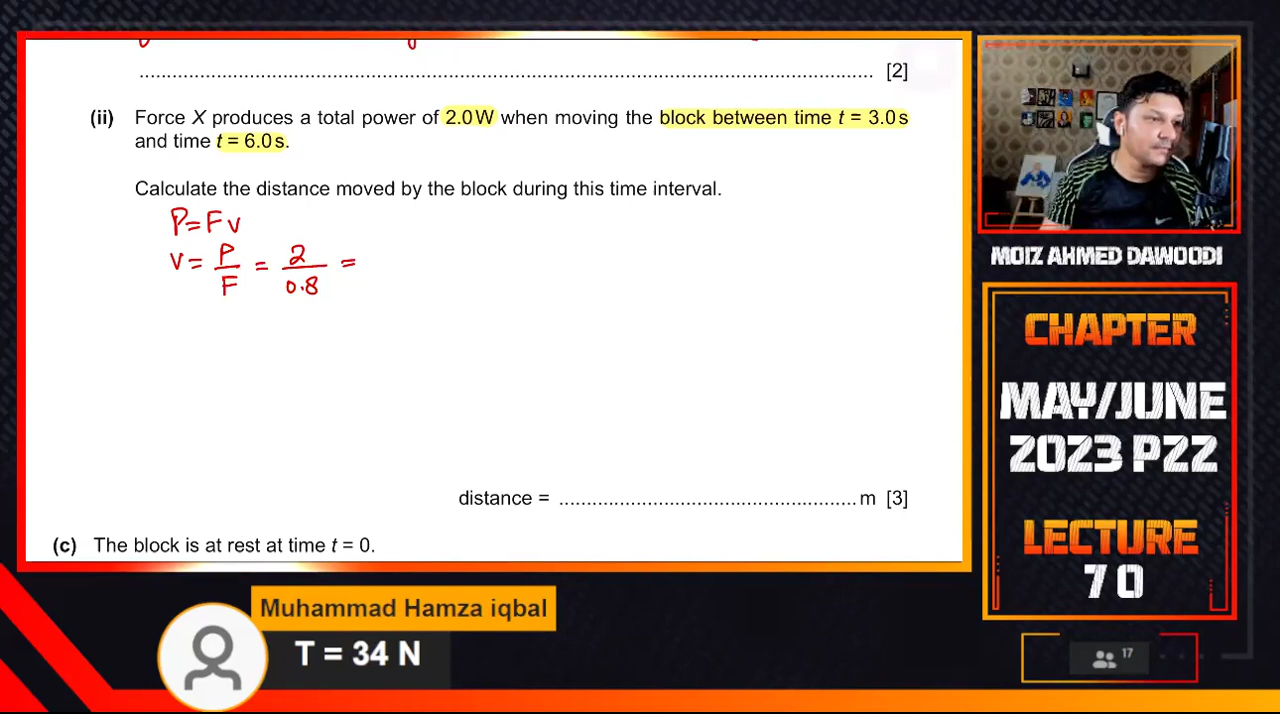 [2]
(ii) Force X produces a total power of 2.0 W when moving the block between time t = 3.0 s
and time t = 6.0 s.
Calculate the distance moved by the block during this time interval.
P = Fv
v = P/F = 2/0.8 =
distance = ............................................................ m [3]
(c) The block is at rest at time t = 0.
MOIZ AHMED DAWOODI
CHAPTER
MAY/JUNE
2023 P22
LECTURE
70
17
Muhammad Hamza iqbal
T = 34 N